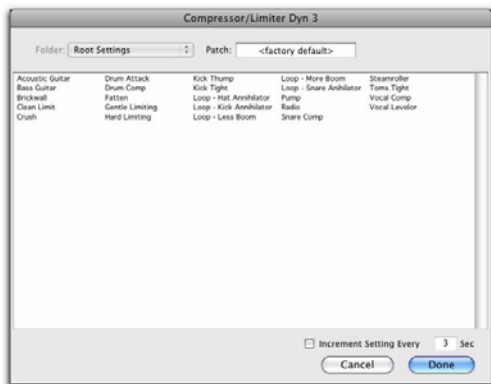 Compressor/Limiter Dyn 3
Folder: Root Settings Patch: <factory default>
Acoustic Guitar Drum Attack Kick Thump Loop - More Boom Steamroller
Bass Guitar Drum Comp Kick Tight Loop - Snare Anihilator Toms Tight
Brickwall Fatten Loop - Hat Annihilator Pump Vocal Comp
Clean Limit Gentle Limiting Loop - Kick Annihilator Radio Vocal Levelor
Crush Hard Limiting Loop - Less Boom Snare Comp
Increment Setting Every 3 Sec
Cancel Done